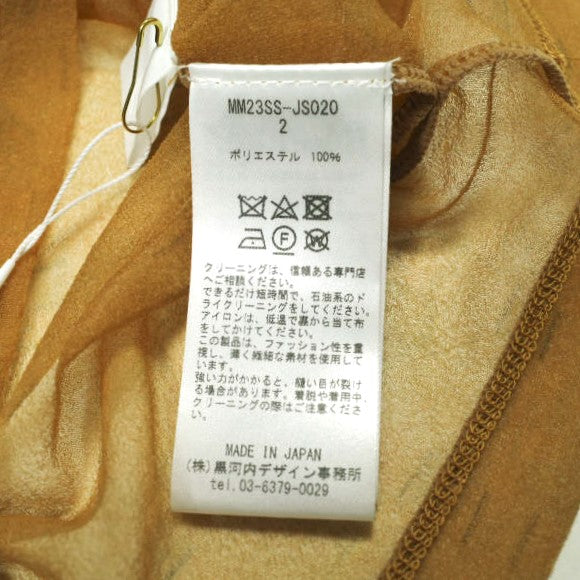 MM23SS-JS020
2
ポリエステル 100%
クリーニングは、信頼ある専門店
へご相談ください。
できるだけ短時間で、石油系のド
ライクリーニングをしてください。
アイロンは、低温で裏から当て布
をしてかけてください。
この製品は、ファッション性を重
視し、薄く繊細な素材を使用して
います。
強い力がかかると、縫い目が裂け
る場合があります。着脱や着用中、
クリーニングの際はご注意くださ
い。
MADE IN JAPAN
(株)黒河内デザイン事務所
tel.03-6379-0029